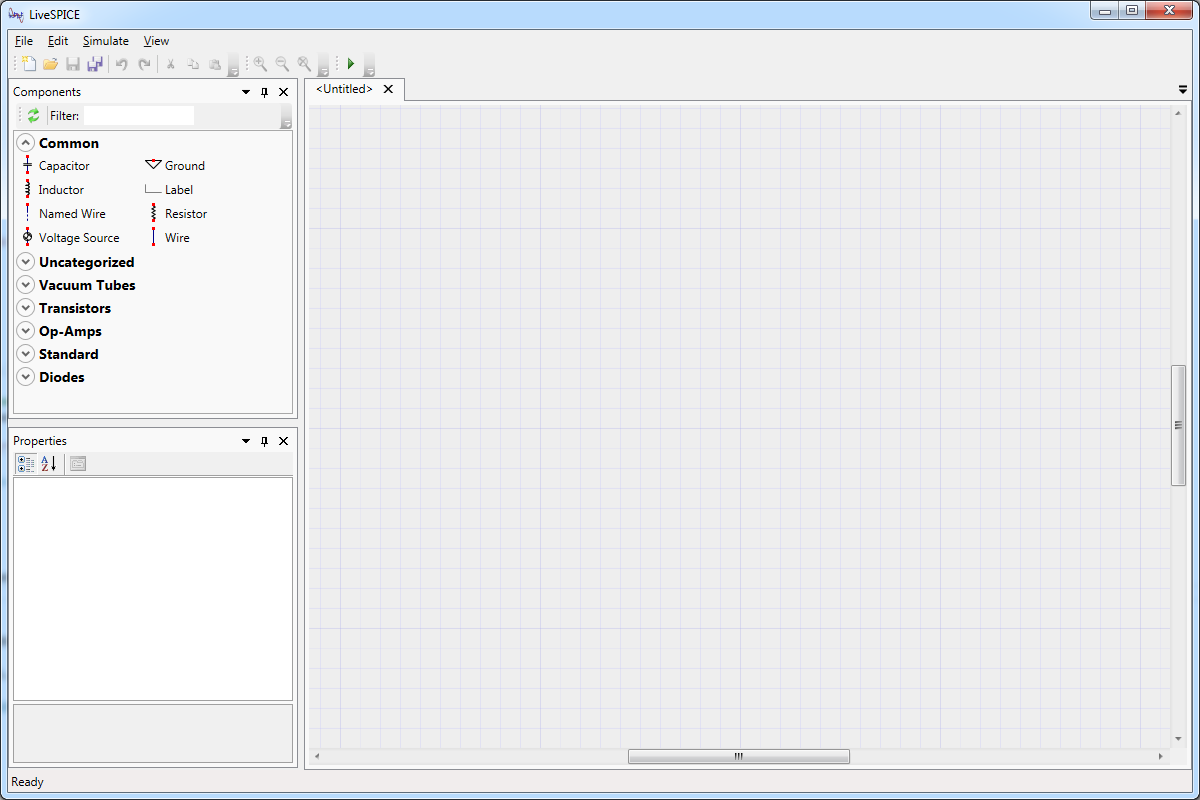 LiveSPICE
File Edit Simulate View
Components
<Untitled>
Filter:
Common
Capacitor Ground
Inductor Label
Named Wire Resistor
Voltage Source Wire
Uncategorized
Vacuum Tubes
Transistors
Op-Amps
Standard
Diodes
Properties
A
Z
Ready